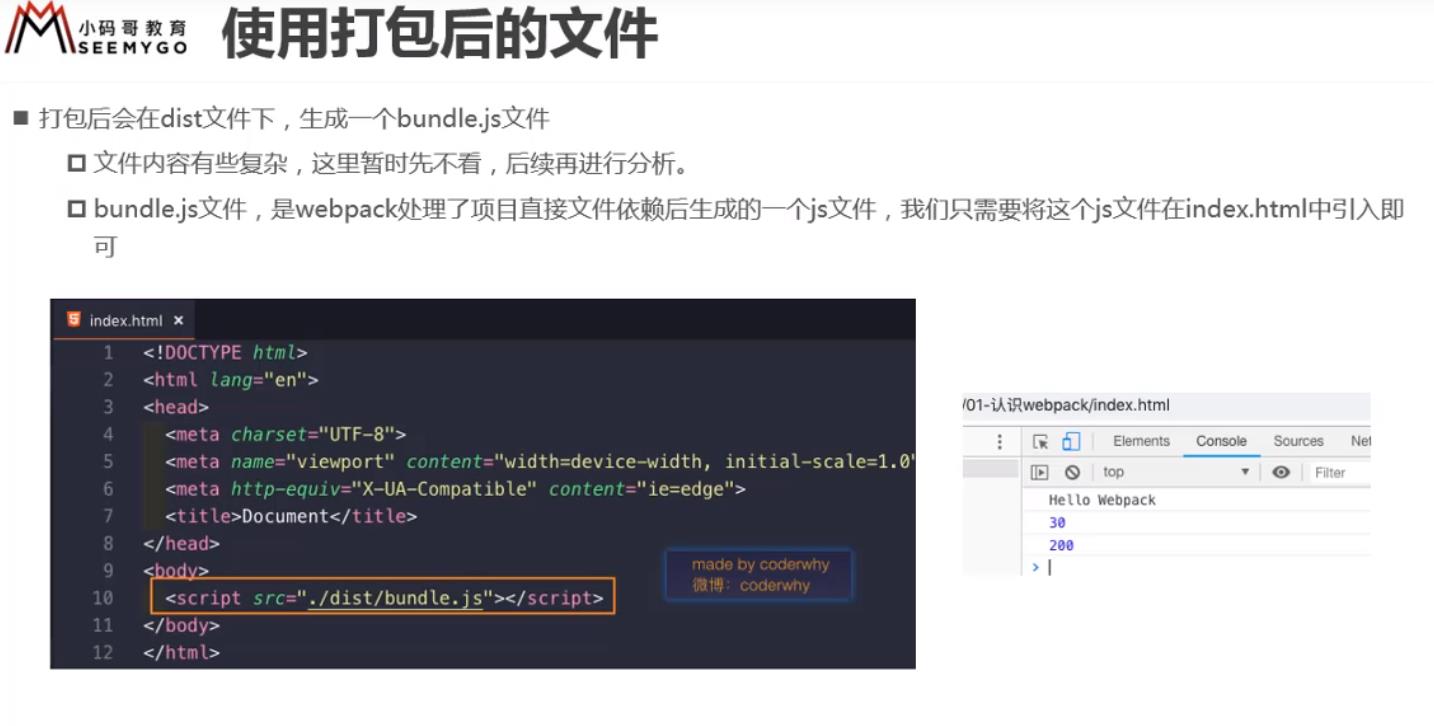 小码哥教育
SEEMYGO
使用打包后的文件
打包后会在dist文件下，生成一个bundle.js文件
文件内容有些复杂，这里暂时先不看，后续再进行分析。
bundle.js文件，是webpack处理了项目直接文件依赖后生成的一个js文件，我们只需要将这个js文件在index.html中引入即
可
index.html ×
1 <!DOCTYPE html>
2 <html lang="en">
3 <head>
4 <meta charset="UTF-8">
5 <meta name="viewport" content="width=device-width, initial-scale=1.0"
6 <meta http-equiv="X-UA-Compatible" content="ie=edge">
7 <title>Document</title>
8 </head>
9 <body>
10 <script src="./dist/bundle.js"></script>
11 </body>
12 </html>
made by coderwhy
微博：coderwhy
/01-认识webpack/index.html
Elements Console Sources Net
top Filter
Hello Webpack
30
200
>